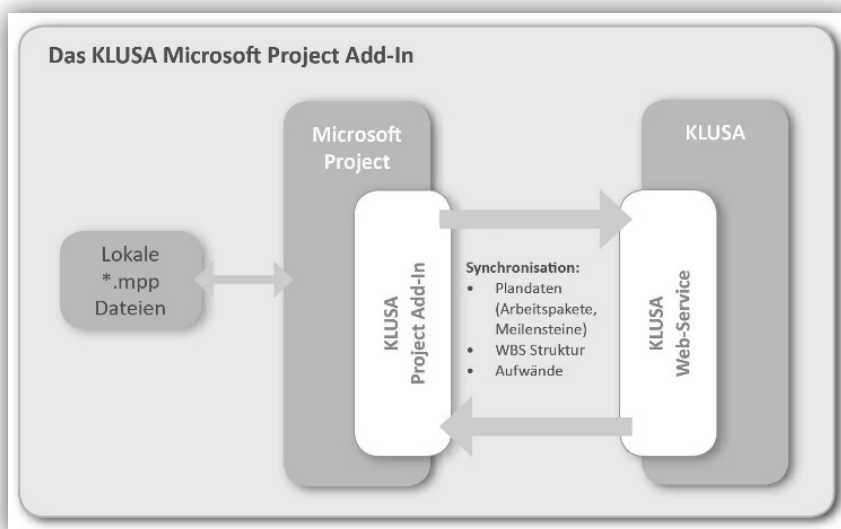 Das KLUSA Microsoft Project Add-In
Lokale
*.mpp
Dateien
Microsoft
Project
KLUSA
Project Add-In
Synchronisation:
• Plandaten
(Arbeitspakete,
Meilensteine)
• WBS Struktur
• Aufwände
KLUSA
KLUSA
Web-Service